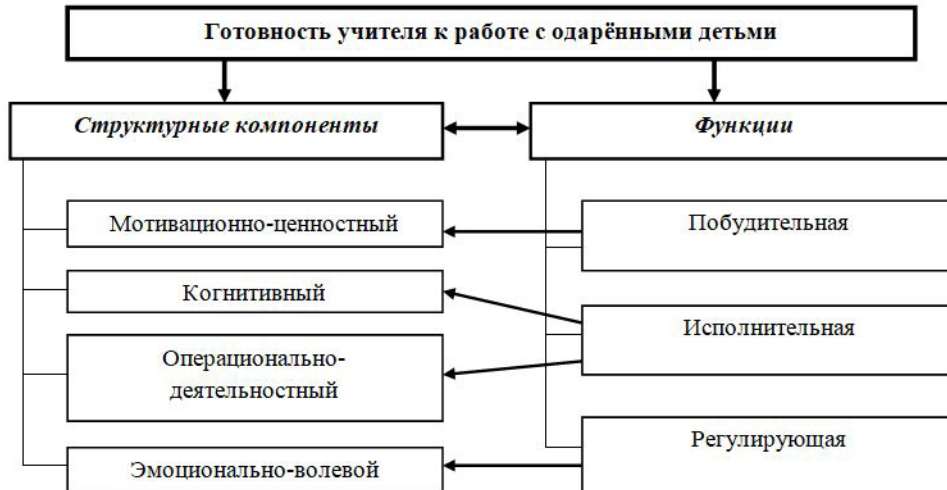 Готовность учителя к работе с одарёнными детьми
Структурные компоненты
Функции
Мотивационно-ценностный
Побудительная
Когнитивный
Исполнительная
Операционально-
деятельностный
Регулирующая
Эмоционально-волевой